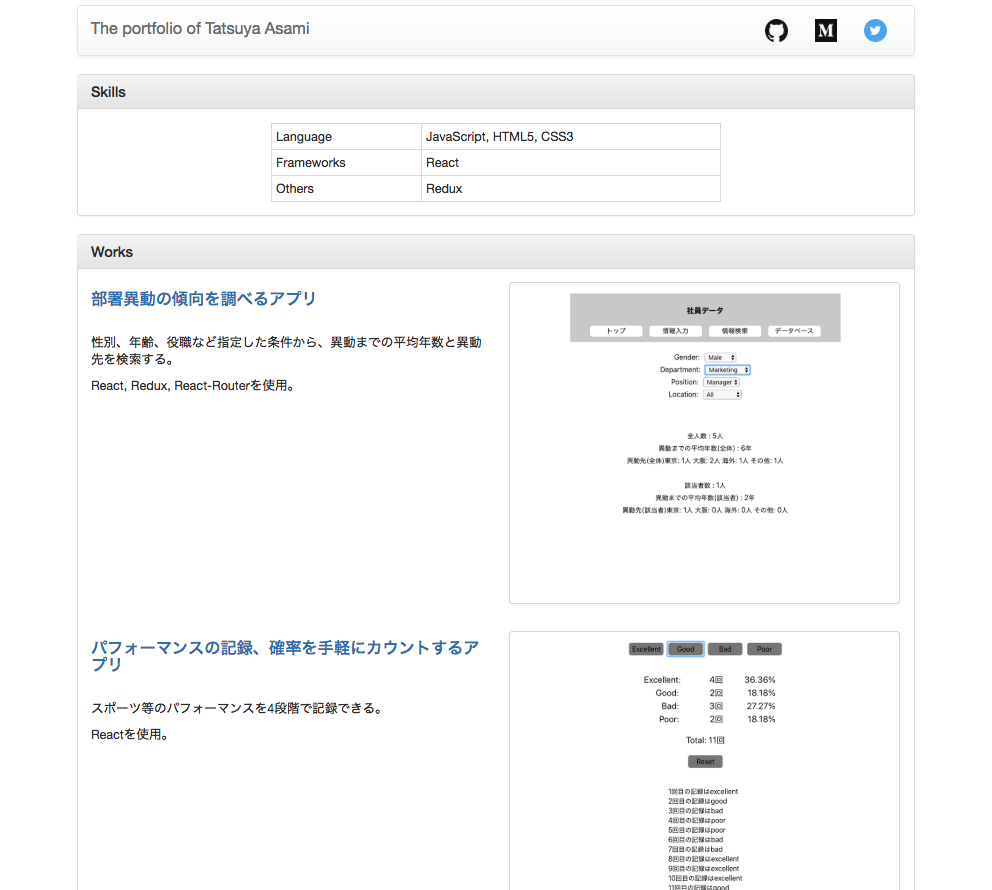 The portfolio of Tatsuya Asami
M
Skills
Language JavaScript, HTML5, CSS3
Frameworks React
Others Redux
Works
部署異動の傾向を調べるアプリ
性別、年齢、役職など指定した条件から、異動までの平均年数と異動
先を検索する。
React, Redux, React-Routerを使用。
社員データ
トップ 情報入力 情報検索 データベース
Gender: Male
Department: Marketing
Position: Manager
Location: All
全人数 : 5人
異動までの平均年数(全体) : 6年
異動先(全体)東京: 1人 大阪: 2人 海外: 1人 その他: 1人
該当者数 : 1人
異動までの平均年数(該当者) : 2年
異動先(該当者)東京: 1人 大阪: 0人 海外: 0人 その他: 0人
パフォーマンスの記録、確率を手軽にカウントするア
プリ
スポーツ等のパフォーマンスを4段階で記録できる。
Reactを使用。
Excellent Good Bad Poor
Excellent: 4回 36.36%
Good: 2回 18.18%
Bad: 3回 27.27%
Poor: 2回 18.18%
Total: 11回
Reset
1回目の記録はexcellent
2回目の記録はgood
3回目の記録はbad
4回目の記録はpoor
5回目の記録はpoor
6回目の記録はbad
7回目の記録はbad
8回目の記録はexcellent
9回目の記録はexcellent
10回目の記録はexcellent
11回目の記録はgood